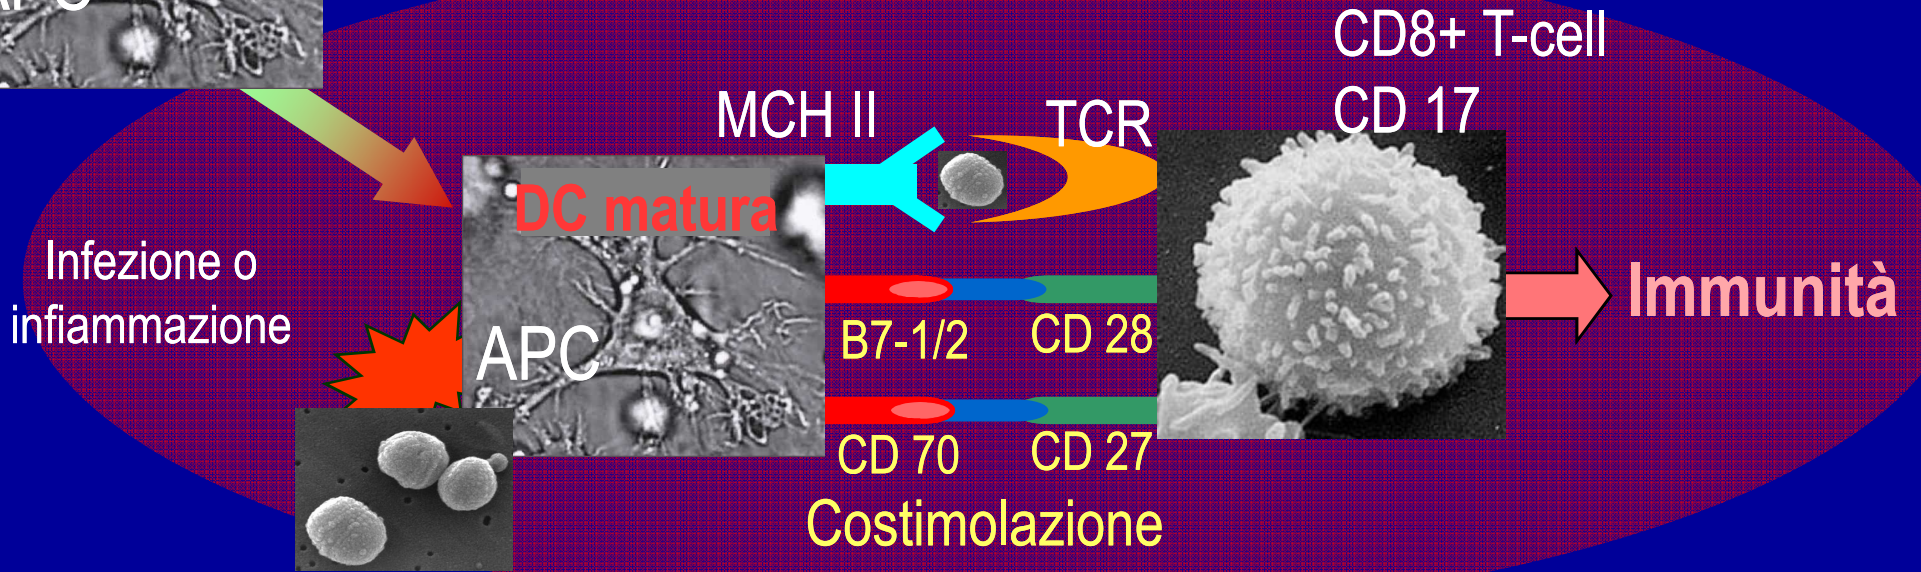 APC
CD8+ T-cell
CD 17
MCH II
TCR
DC matura
Infezione o
infiammazione
APC
B7-1/2
CD 28
Immunità
CD 70
CD 27
Costimolazione